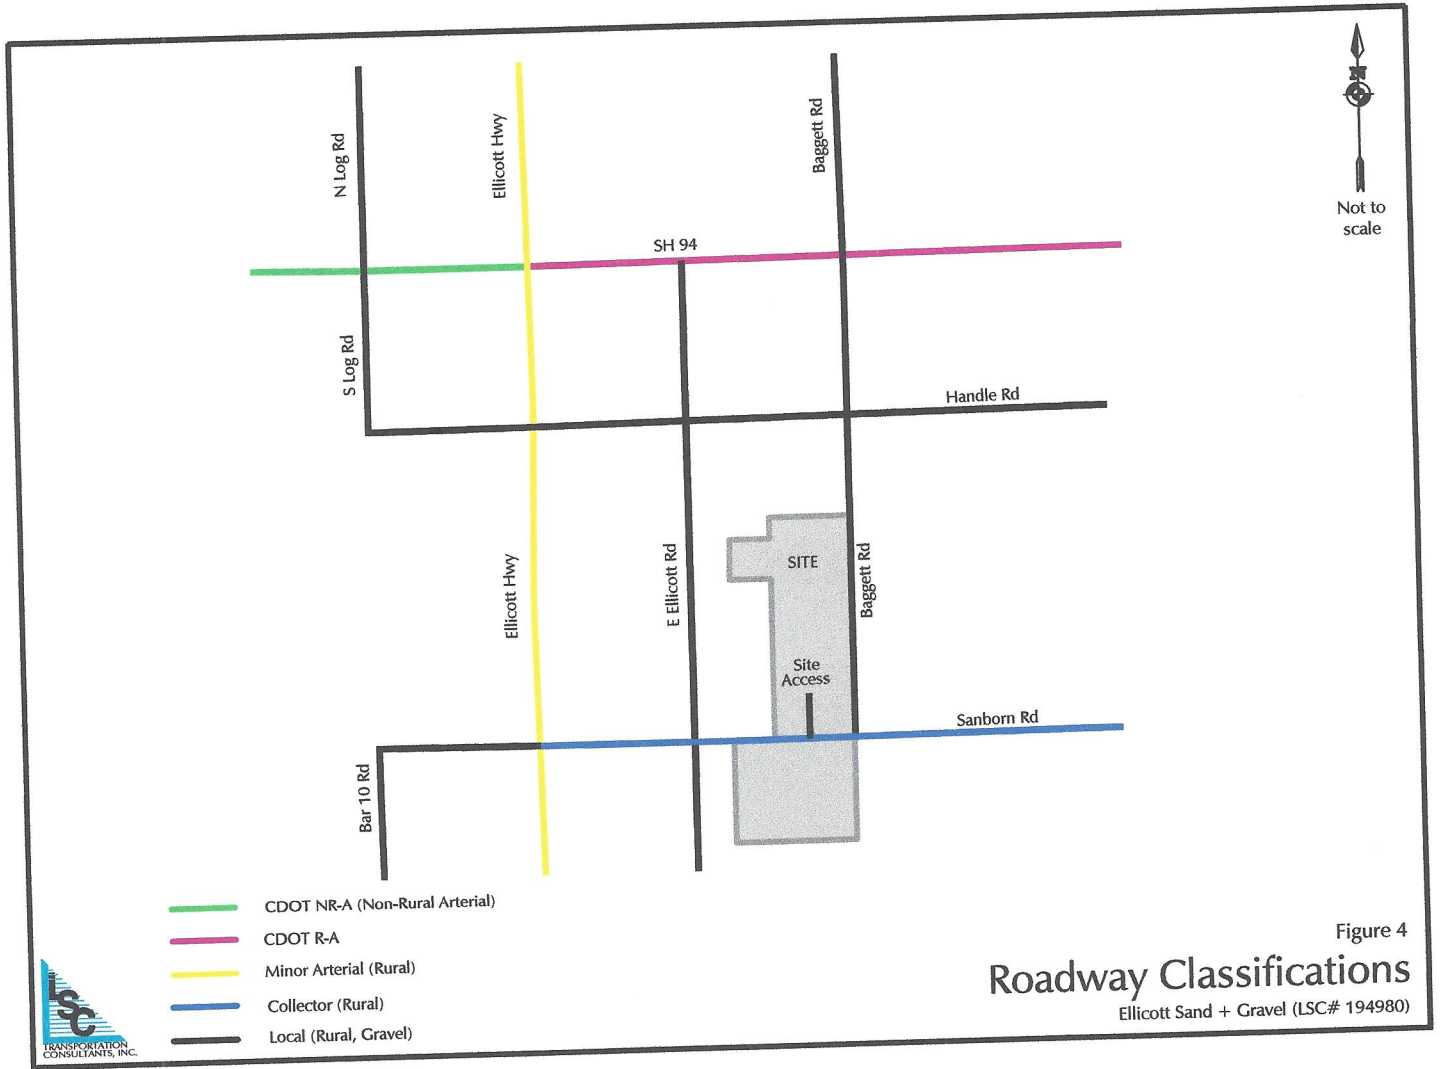 N
Not to
scale
N Log Rd
Ellicott Hwy
Baggett Rd
SH 94
S Log Rd
Handle Rd
Ellicott Hwy
E Ellicott Rd
SITE
Baggett Rd
Site
Access
Sanborn Rd
Bar 10 Rd
CDOT NR-A (Non-Rural Arterial)
CDOT R-A
Minor Arterial (Rural)
Collector (Rural)
Local (Rural, Gravel)
LSC
TRANSPORTATION
CONSULTANTS, INC.
Figure 4
Roadway Classifications
Ellicott Sand + Gravel (LSC# 194980)